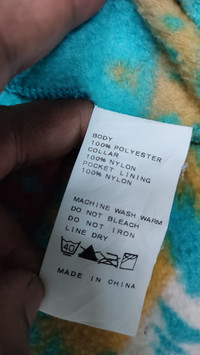 BODY
100% POLYESTER
COLLAR
100% NYLON
POCKET LINING
100% NYLON
MACHINE WASH WARM
DO NOT BLEACH
DO NOT IRON
LINE DRY
40
MADE IN CHINA